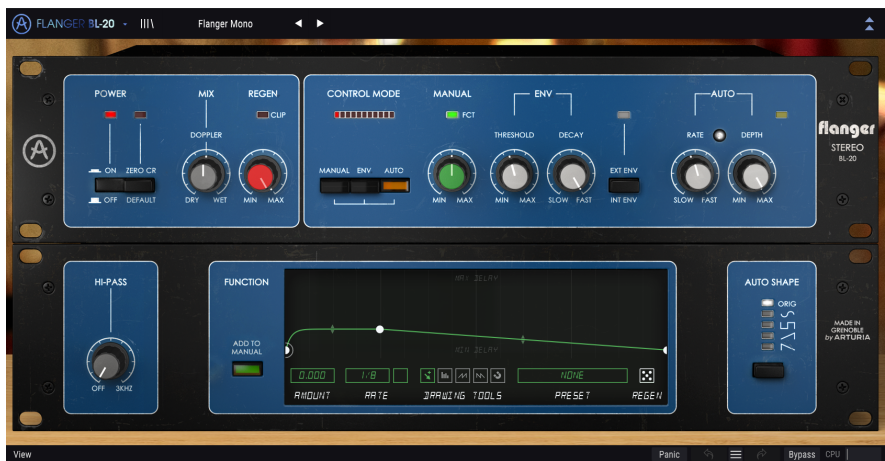 FLANGER BL-20
Flanger Mono
POWER
MIX
REGEN
CONTROL MODE
MANUAL
ENV
AUTO
CLIP
FCT
DOPPLER
THRESHOLD
DECAY
RATE
DEPTH
flanger
STEREO
BL-20
ON
ZERO CR
OFF
DEFAULT
DRY
WET
MIN
MAX
MANUAL
ENV
AUTO
MIN
MAX
MIN
MAX
SLOW
FAST
EXT ENV
INT ENV
SLOW
FAST
MIN
MAX
HI-PASS
OFF
3KHZ
FUNCTION
ADD TO
MANUAL
MAX DELAY
MIN DELAY
0.000
1/8
NONE
AMOUNT
RATE
DRAWING TOOLS
PRESET
REGEN
AUTO SHAPE
ORIG
MADE IN
GRENOBLE
by ARTURIA
View
Panic
Bypass
CPU